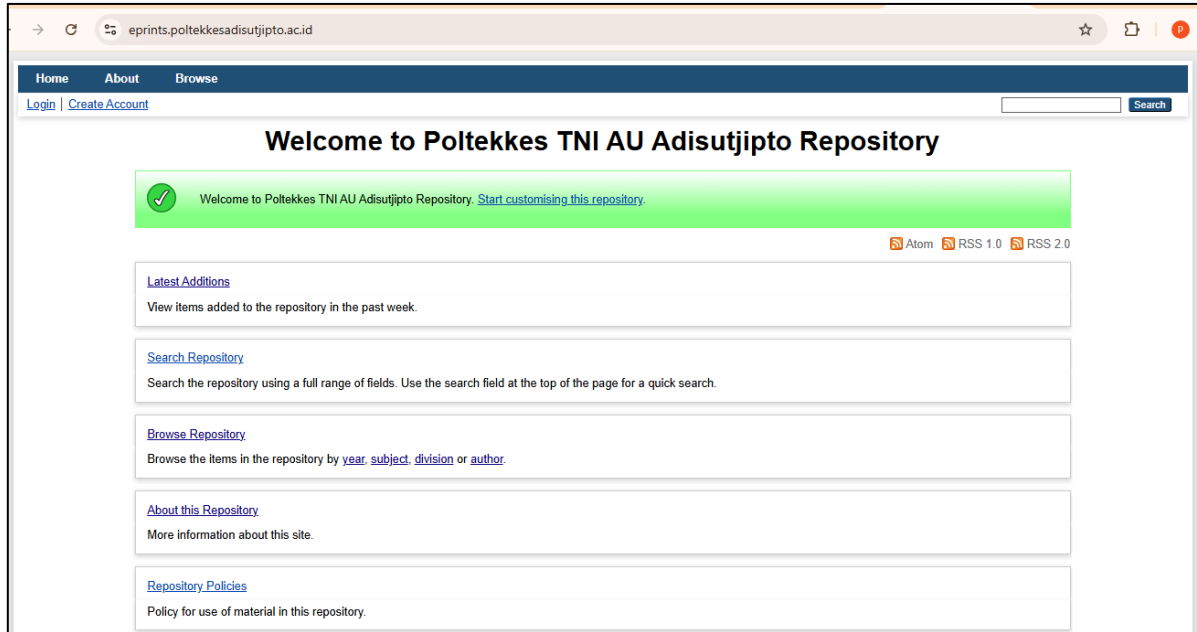 eprints.poltekkesadisutjipto.ac.id
P
Home About Browse
Login | Create Account Search
Welcome to Poltekkes TNI AU Adisutjipto Repository
Welcome to Poltekkes TNI AU Adisutjipto Repository. Start customising this repository.
Atom RSS 1.0 RSS 2.0
Latest Additions
View items added to the repository in the past week.
Search Repository
Search the repository using a full range of fields. Use the search field at the top of the page for a quick search.
Browse Repository
Browse the items in the repository by year, subject, division or author.
About this Repository
More information about this site.
Repository Policies
Policy for use of material in this repository.